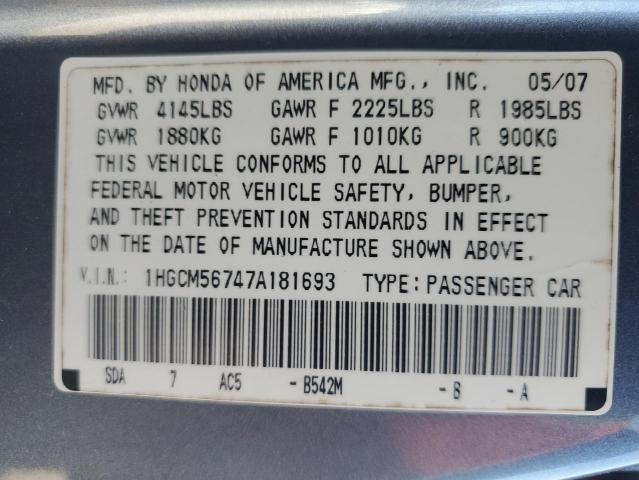 MFD. BY HONDA OF AMERICA MFG., INC. 05/07
GVWR 4145LBS GAWR F 2225LBS R 1985LBS
GVWR 1880KG GAWR F 1010KG R 900KG
THIS VEHICLE CONFORMS TO ALL APPLICABLE
FEDERAL MOTOR VEHICLE SAFETY, BUMPER,
AND THEFT PREVENTION STANDARDS IN EFFECT
ON THE DATE OF MANUFACTURE SHOWN ABOVE.
V.I.N.: 1HGCM56747A181693 TYPE: PASSENGER CAR
SDA 7 AC5 - B542M - B - A